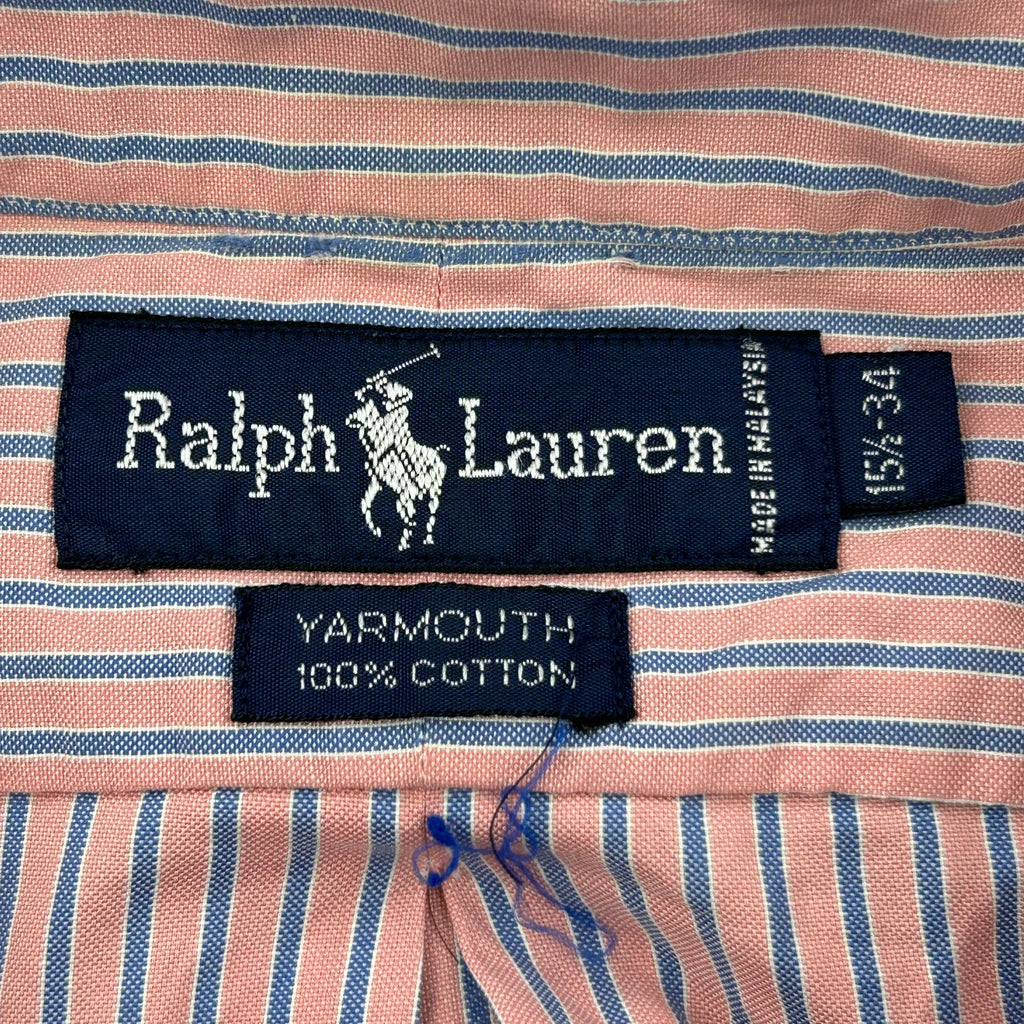 Ralph Lauren
MADE IN MALAYSIA
15½-34
YARMOUTH
100% COTTON